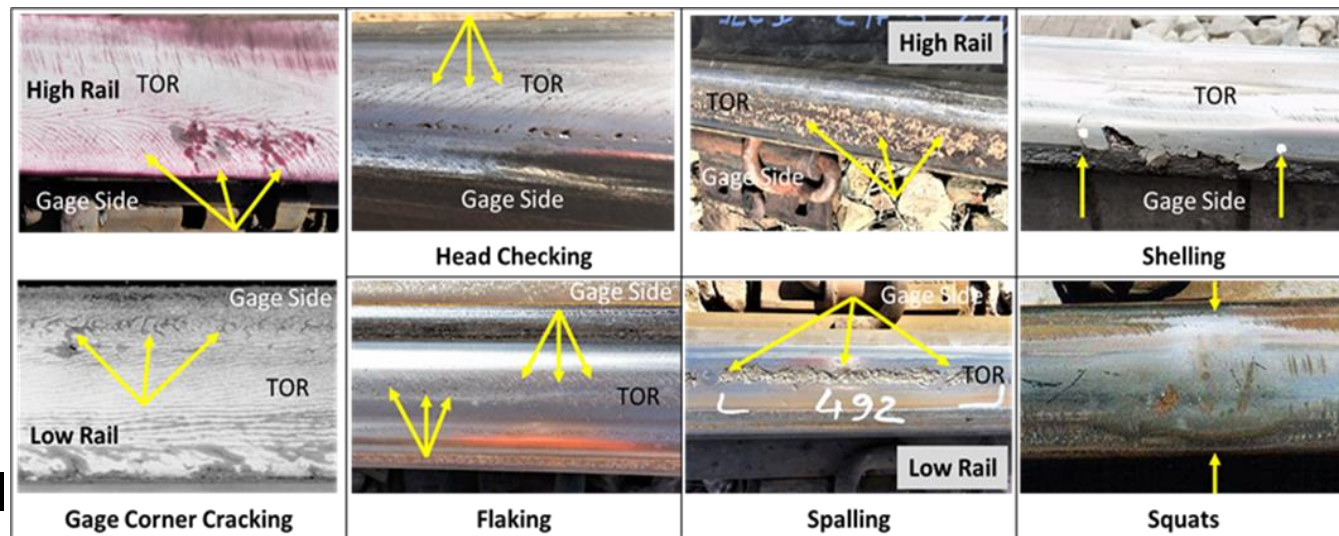 High Rail
TOR
Gage Side
TOR
Gage Side
Head Checking
High Rail
TOR
Gage Side
TOR
Gage Side
Shelling
Gage Side
TOR
Low Rail
Gage Corner Cracking
Gage Side
TOR
Flaking
Gage Side
TOR
492
Low Rail
Spalling
Squats